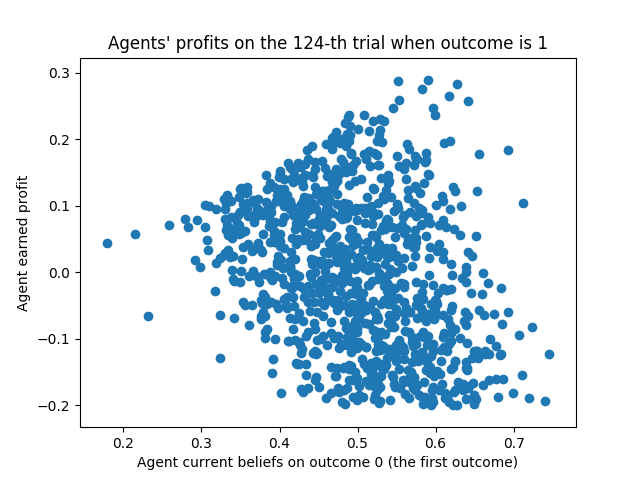 Agents' profits on the 124-th trial when outcome is 1
0.3
0.2
0.1
0.0
−0.1
−0.2
Agent earned profit
0.2 0.3 0.4 0.5 0.6 0.7
Agent current beliefs on outcome 0 (the first outcome)